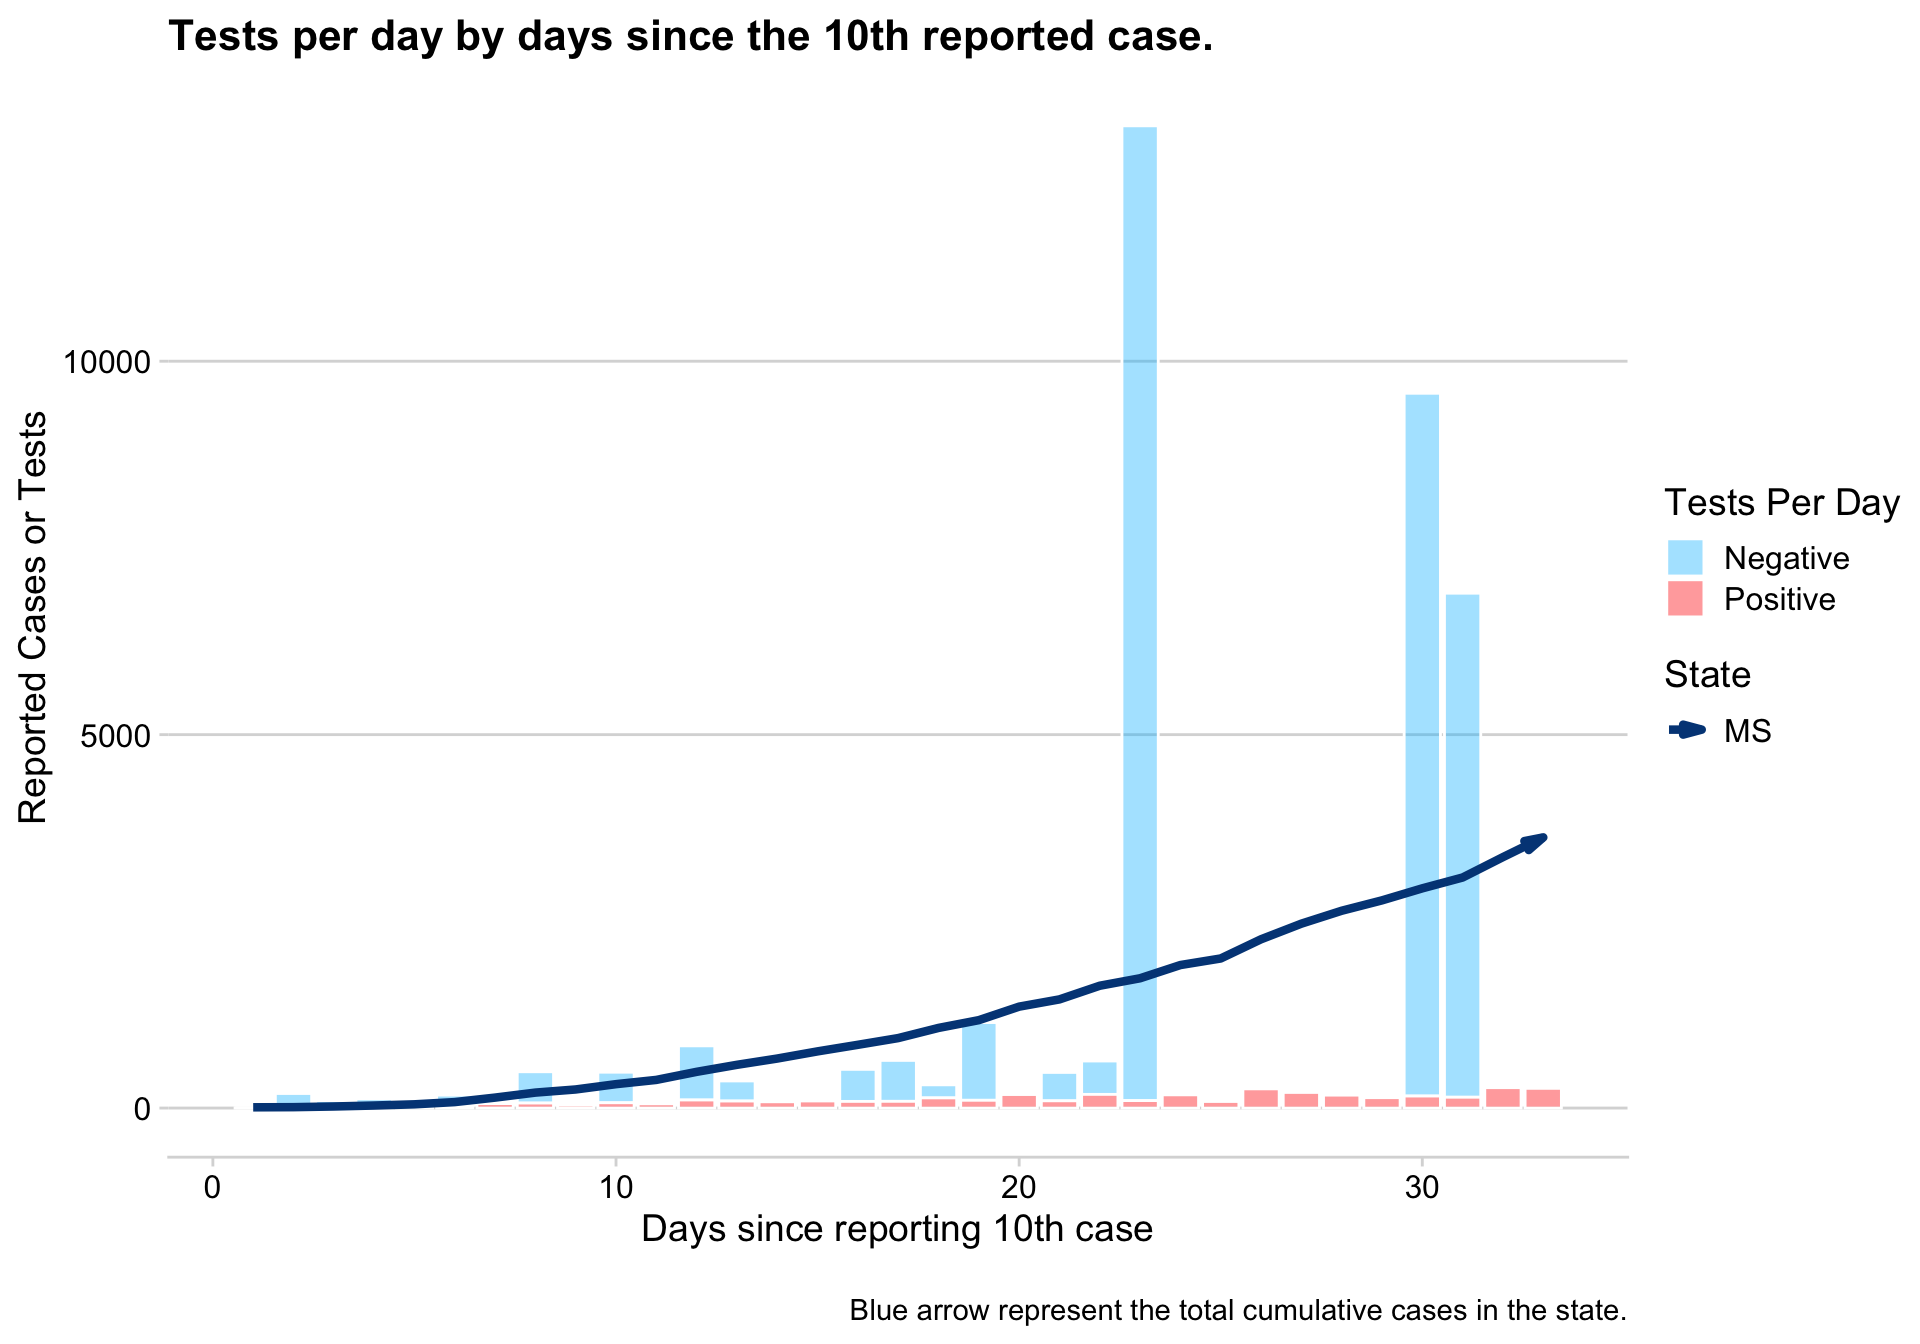 Tests per day by days since the 10th reported case.
10000
5000
0
Reported Cases or Tests
0
10
20
30
Days since reporting 10th case
Tests Per Day
Negative
Positive
State
MS
Blue arrow represent the total cumulative cases in the state.